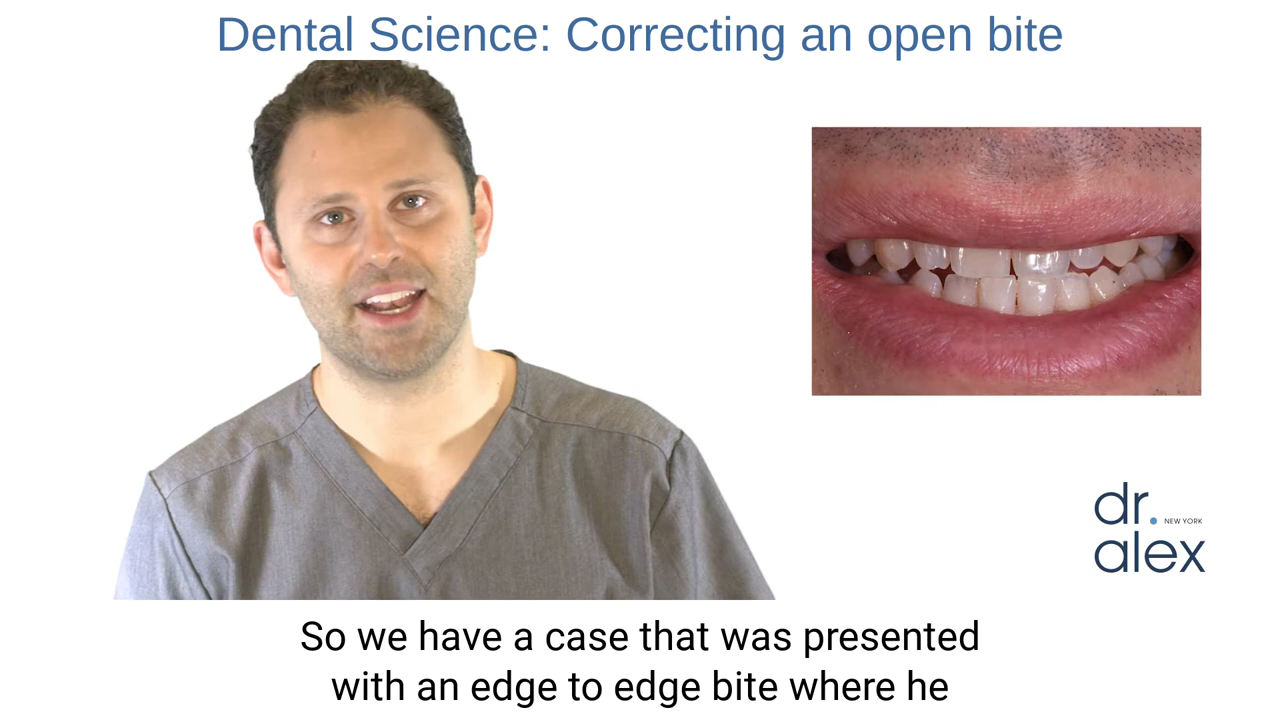 Dental Science: Correcting an open bite
dr. NEW YORK
alex
So we have a case that was presented
with an edge to edge bite where he